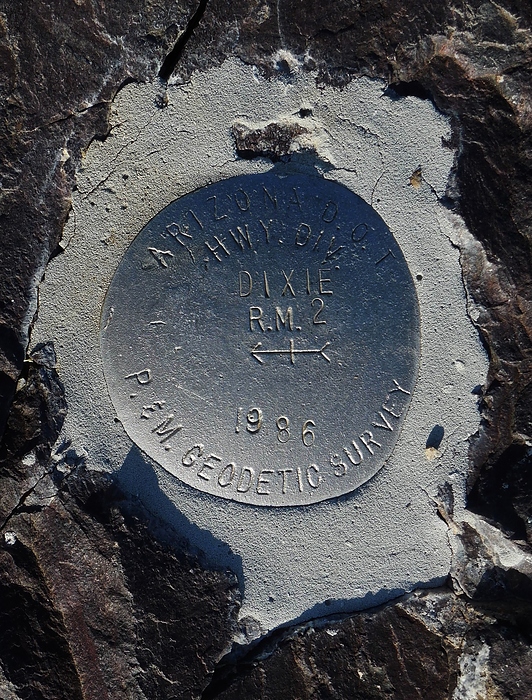 ARIZONA D O T
HWY. DIV.
DIXIE
R.M. 2
1986
P. & M. GEODETIC SURVEY